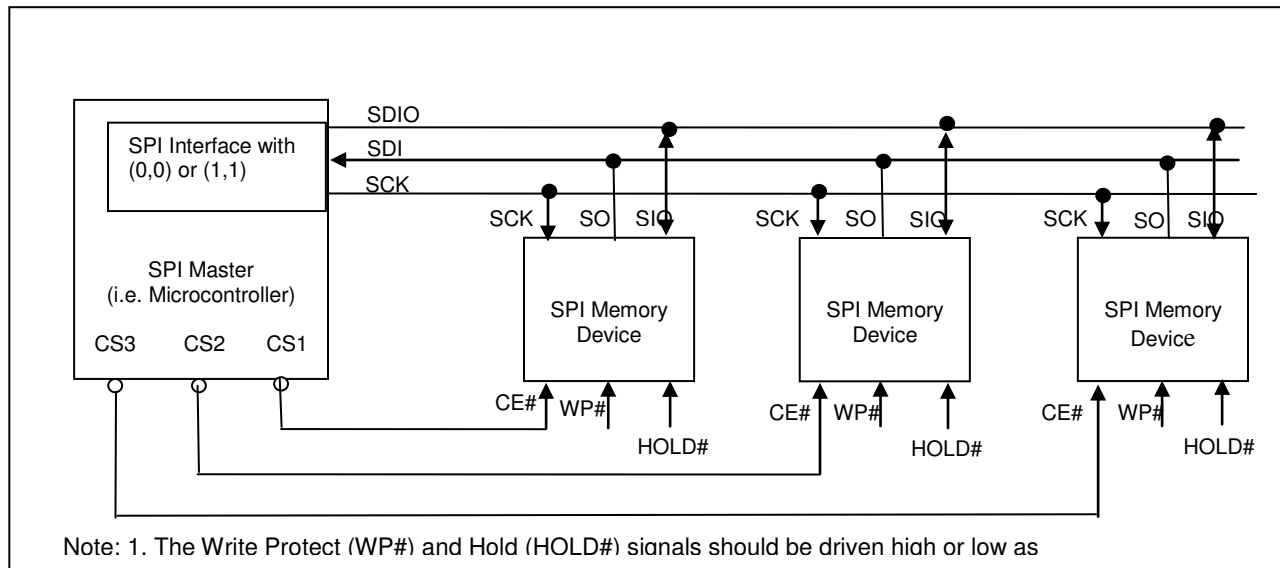 SDIO
SPI Interface with
(0,0) or (1,1)
SDI
SCK
SCK SO SIO
SCK SO SIO
SCK SO SIO
SPI Master
(i.e. Microcontroller)
SPI Memory
Device
SPI Memory
Device
SPI Memory
Device
CS3 CS2 CS1
CE# WP# HOLD#
CE# WP# HOLD#
CE# WP# HOLD#
Note: 1. The Write Protect (WP#) and Hold (HOLD#) signals should be driven high or low as